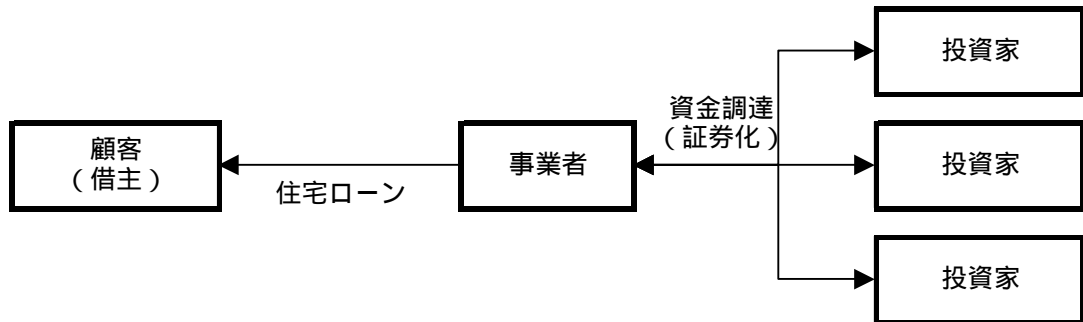 顧客
（借主）
住宅ローン
事業者
資金調達
（証券化）
投資家
投資家
投資家